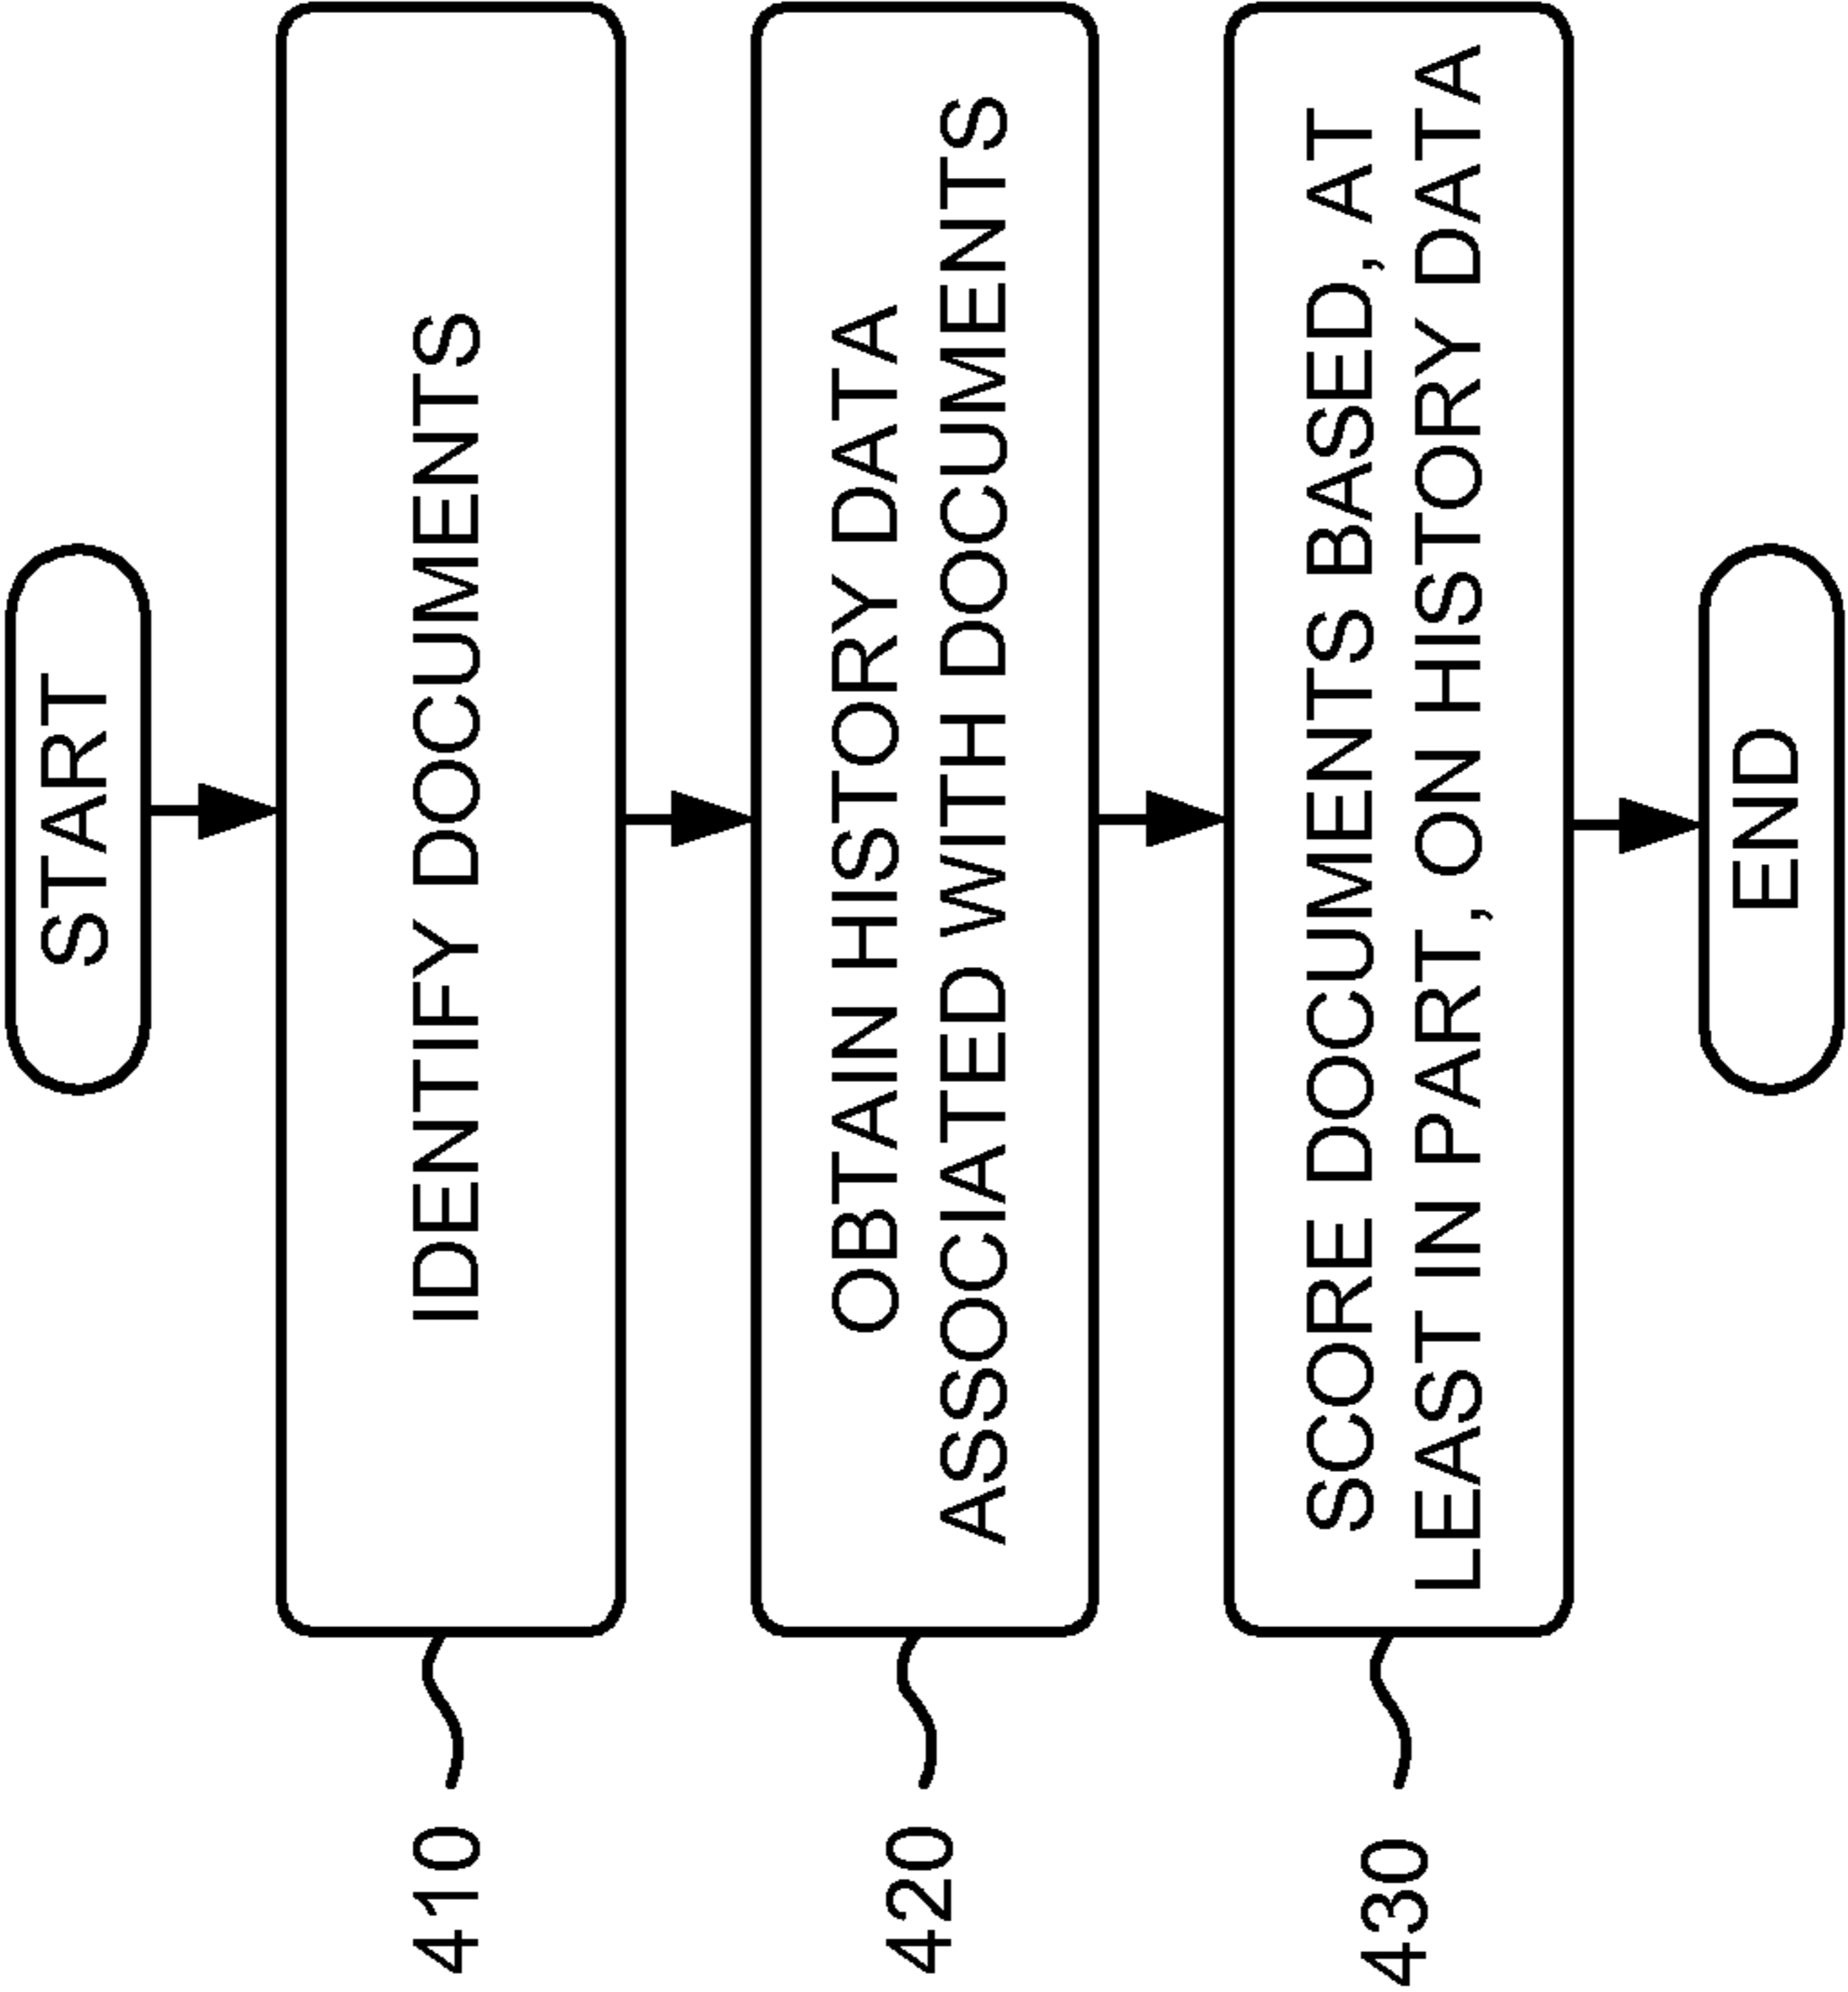 START
410
IDENTIFY DOCUMENTS
420
OBTAIN HISTORY DATA
ASSOCIATED WITH DOCUMENTS
430
SCORE DOCUMENTS BASED, AT
LEAST IN PART, ON HISTORY DATA
END